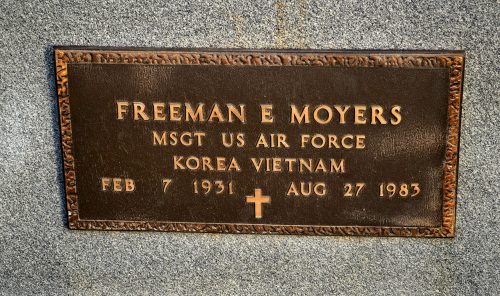 FREEMAN E MOYERS
MSGT US AIR FORCE
KOREA VIETNAM
FEB 7 1931 AUG 27 1983